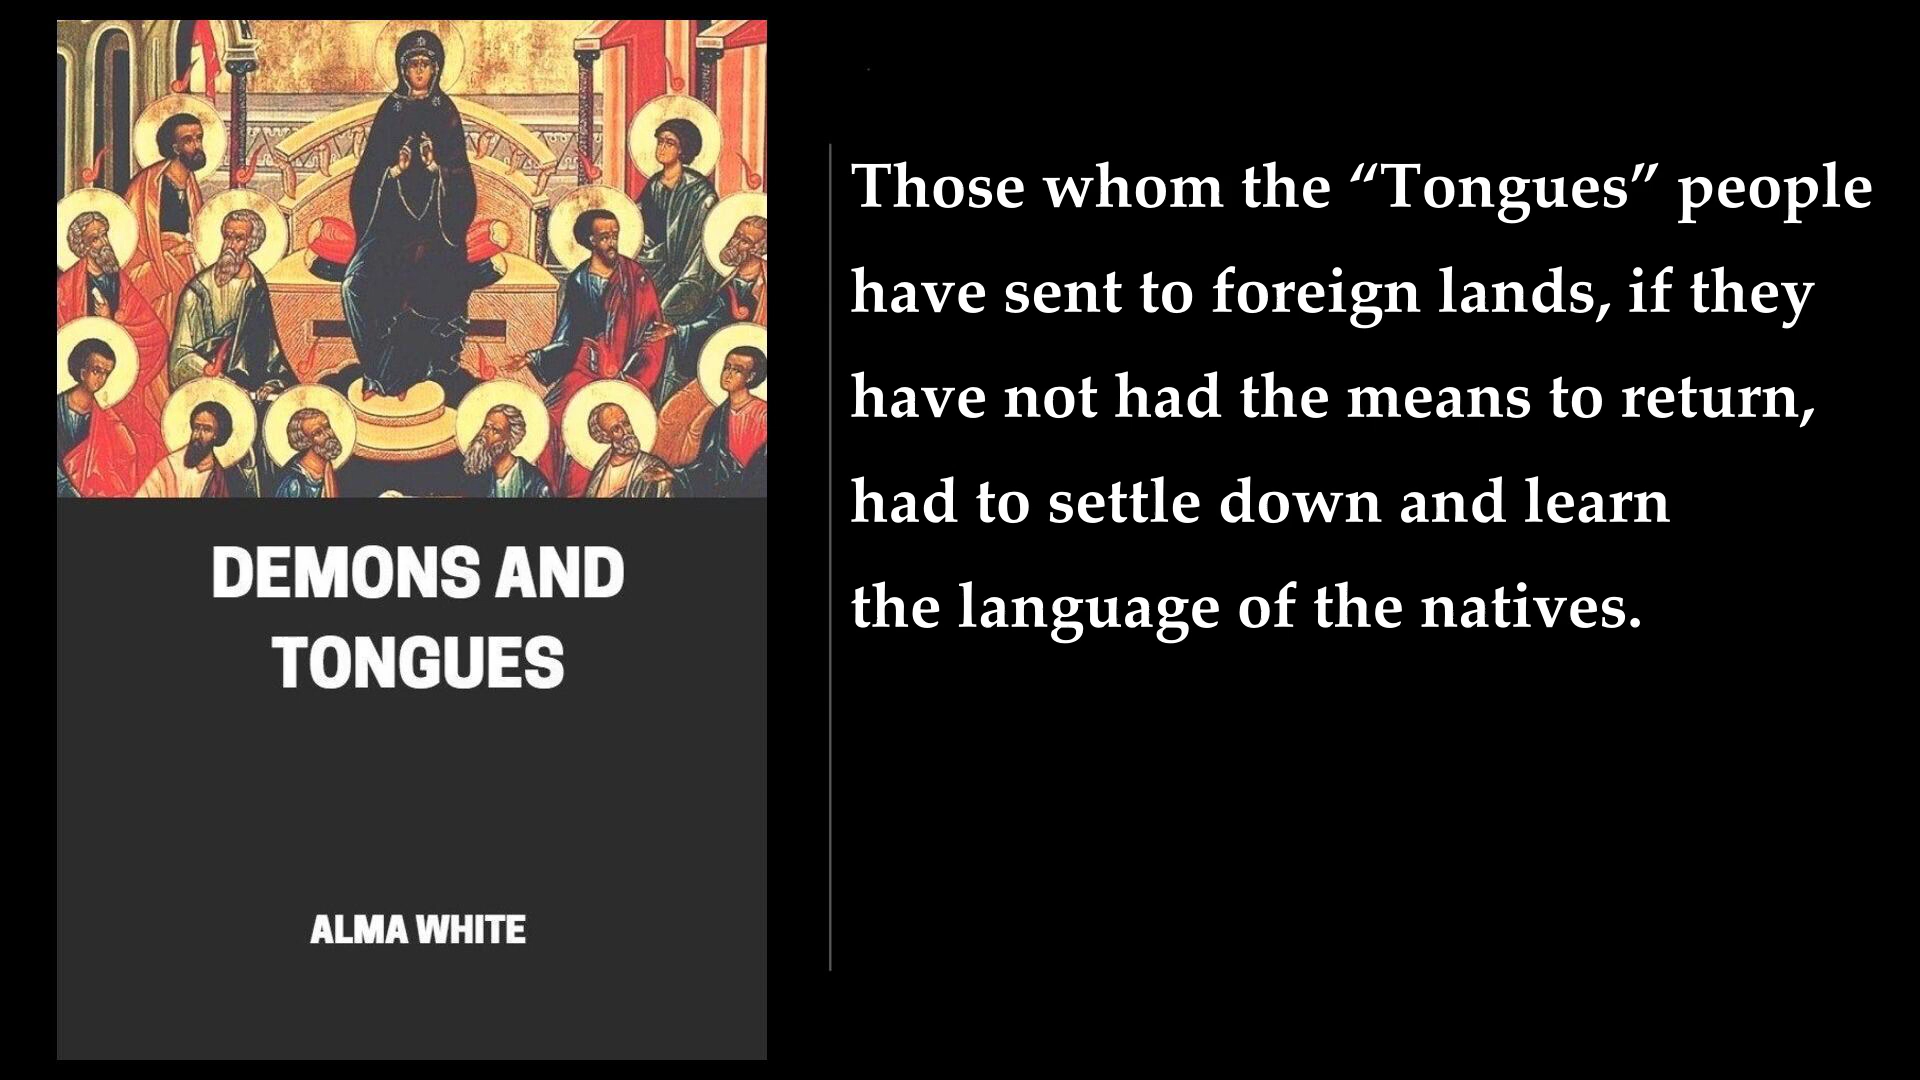 DEMONS AND
TONGUES
ALMA WHITE
Those whom the “Tongues” people
have sent to foreign lands, if they
have not had the means to return,
had to settle down and learn
the language of the natives.